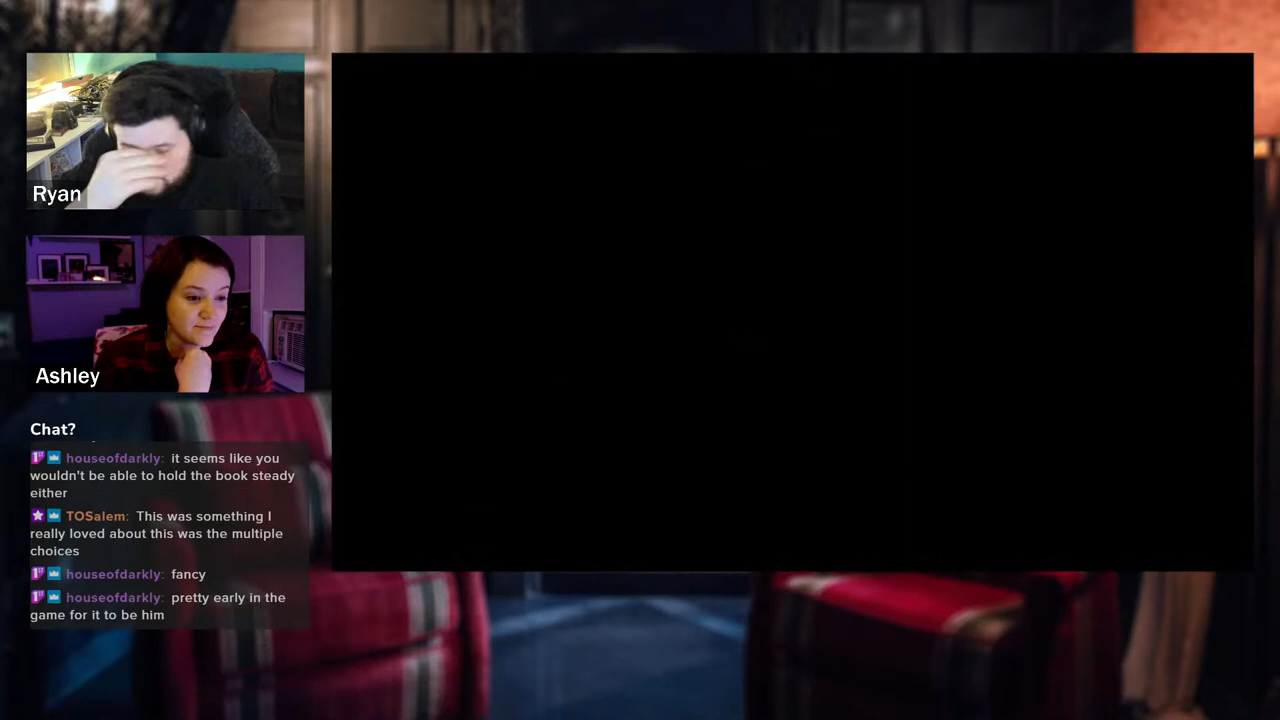 Ryan
Ashley
Chat?
houseofdarkly: it seems like you
wouldn't be able to hold the book steady
either
TOSalem: This was something I
really loved about this was the multiple
choices
houseofdarkly: fancy
houseofdarkly: pretty early in the
game for it to be him